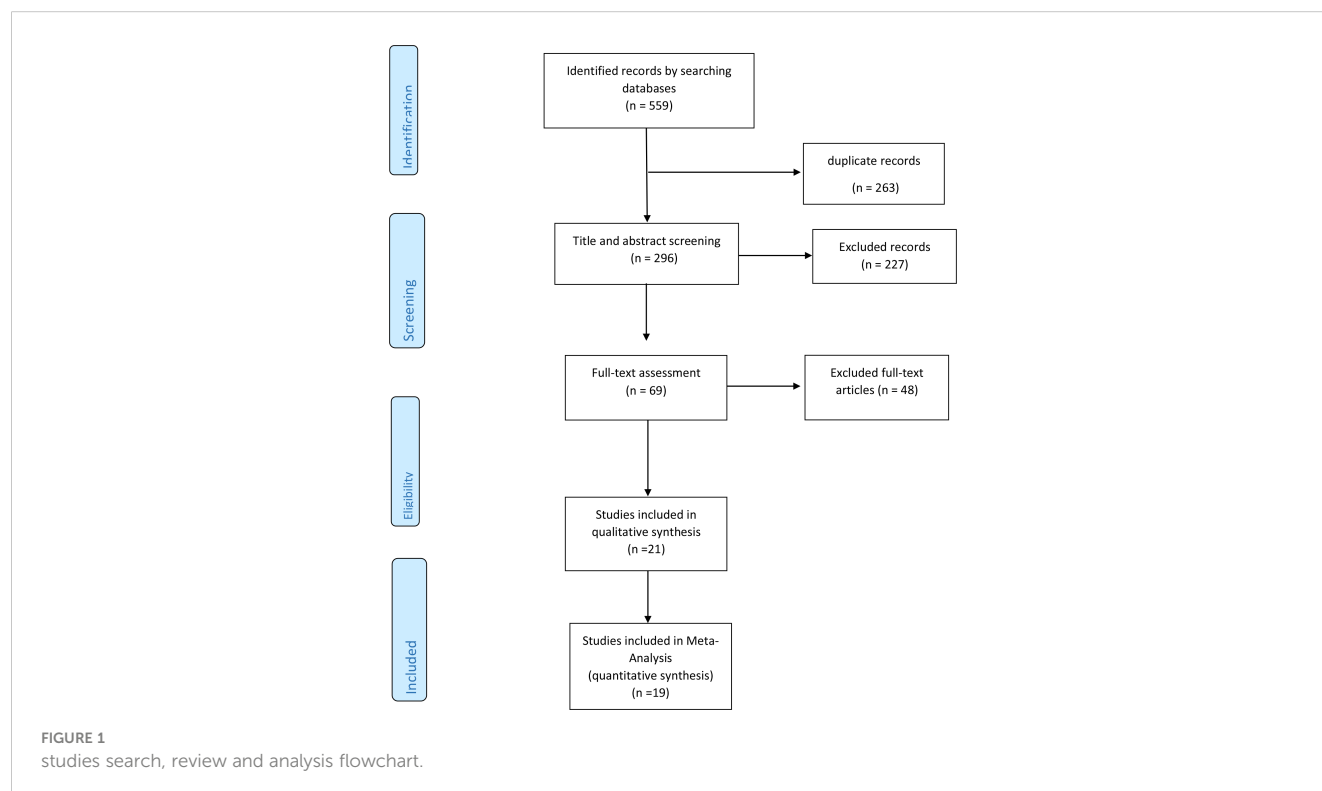 Identification
Identified records by searching
databases
(n = 559)
duplicate records
(n = 263)
Screening
Title and abstract screening
(n = 296)
Excluded records
(n = 227)
Full-text assessment
(n = 69)
Excluded full-text
articles (n = 48)
Eligibility
Studies included in
qualitative synthesis
(n =21)
Included
Studies included in Meta-
Analysis
(quantitative synthesis)
(n =19)
FIGURE 1
studies search, review and analysis flowchart.